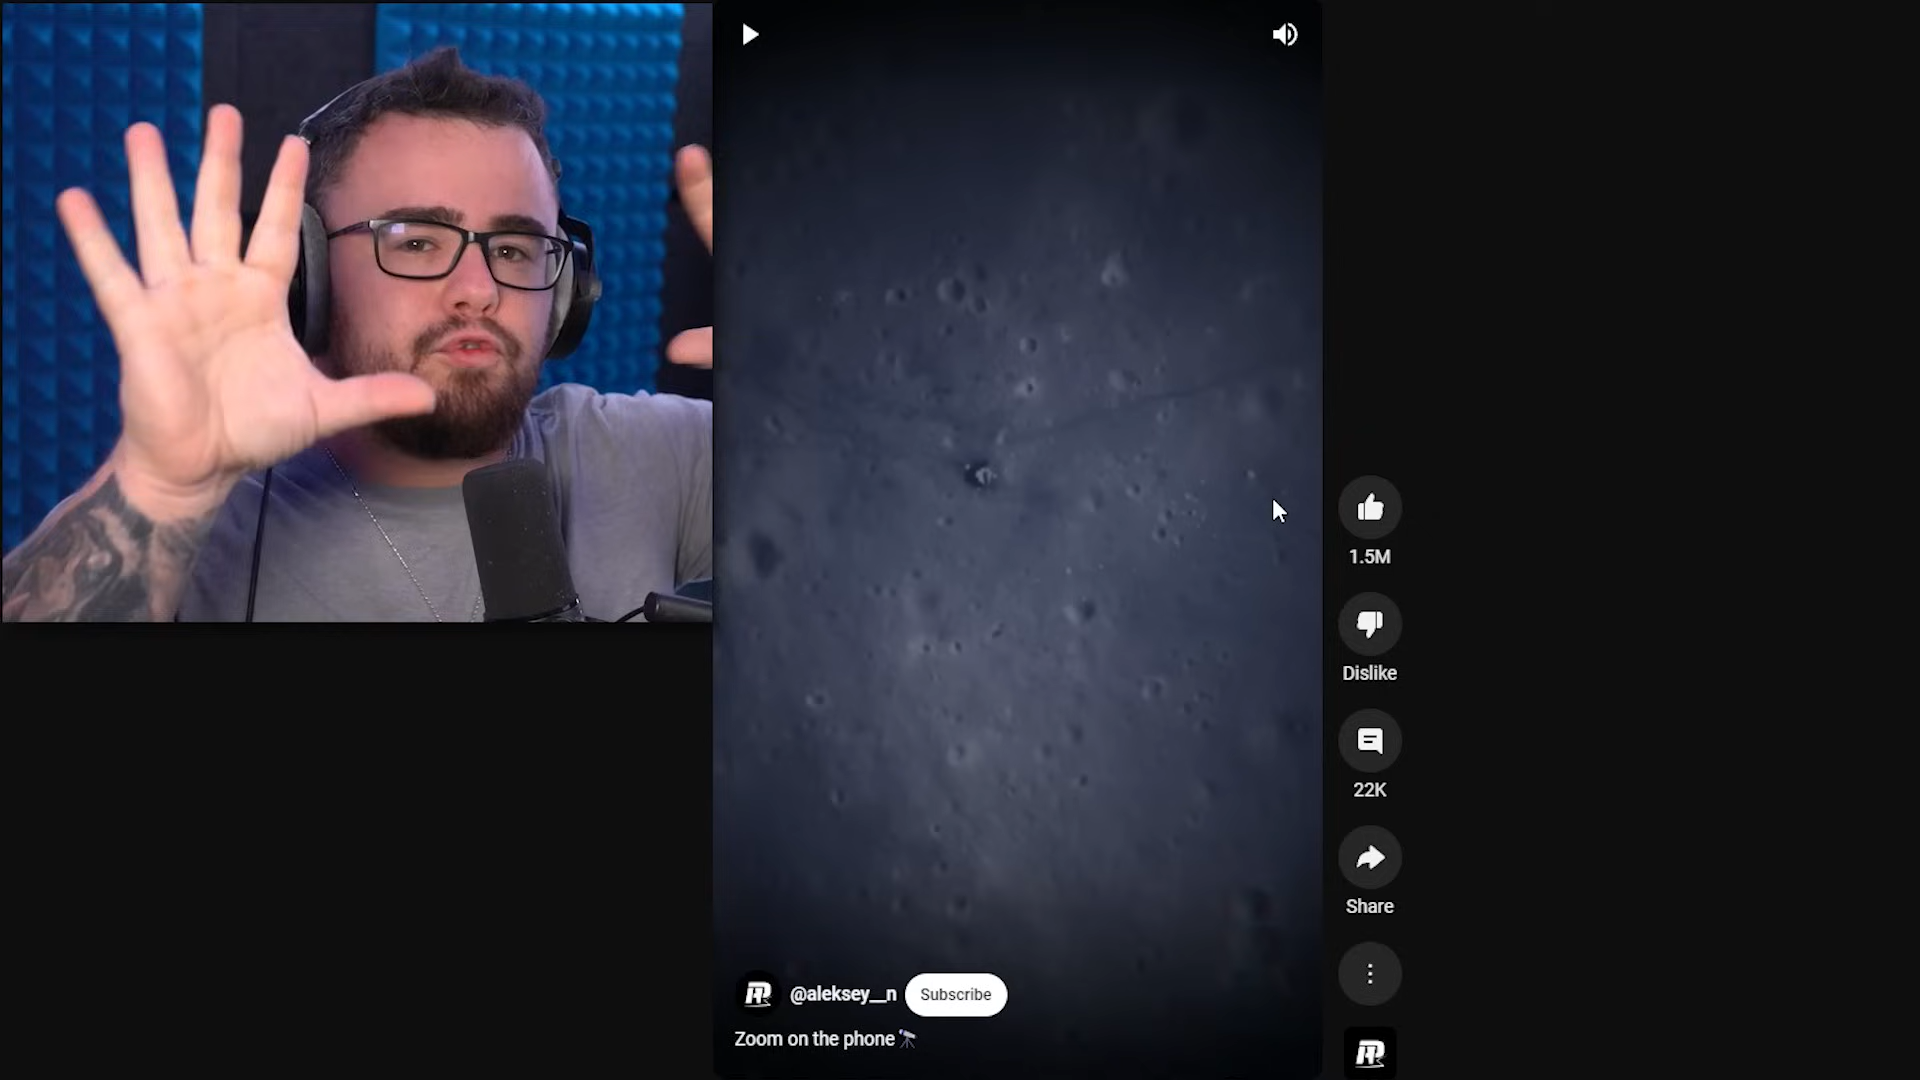 1.5M
Dislike
22K
Share
@aleksey__n
Subscribe
Zoom on the phone🔭